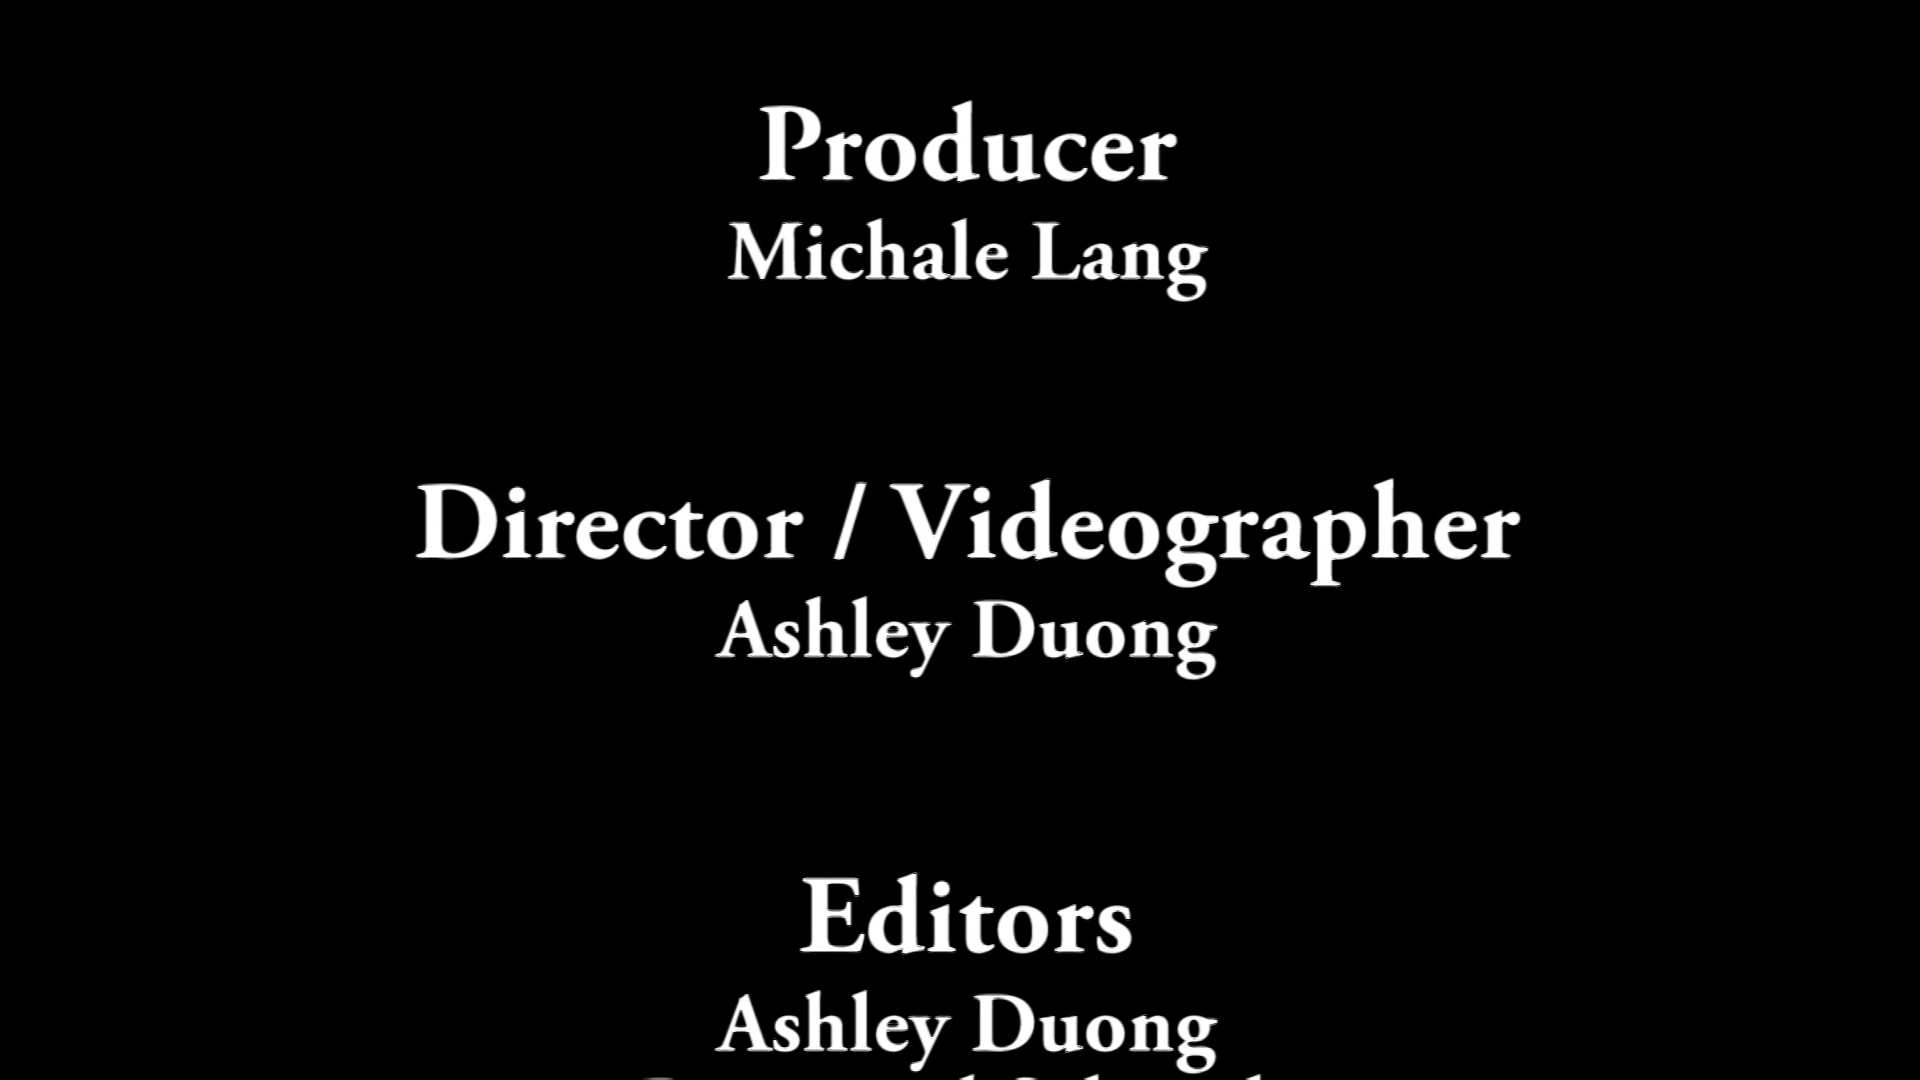 Producer
Michale Lang
Director / Videographer
Ashley Duong
Editors
Ashley Duong